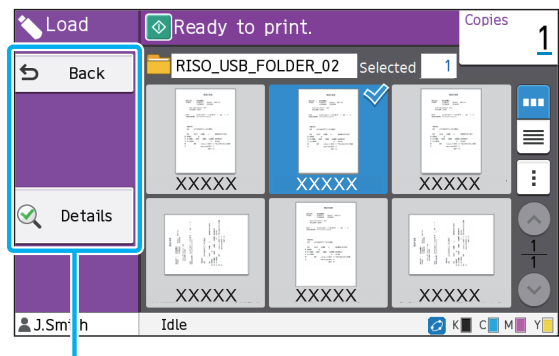 Load
Ready to print.
Copies
1
Back
RISO_USB_FOLDER_02
Selected
1
XXXXX
XXXXX
XXXXX
Details
1
1
XXXXX
XXXXX
XXXXX
J.Smith
Idle
K C M Y